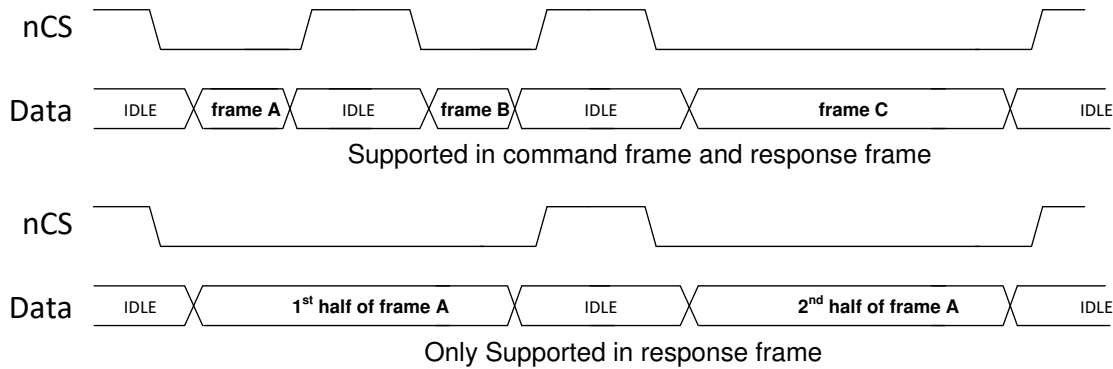 nCS
Data IDLE frame A IDLE frame B IDLE frame C IDLE
Supported in command frame and response frame
nCS
Data IDLE 1st half of frame A IDLE 2nd half of frame A IDLE
Only Supported in response frame